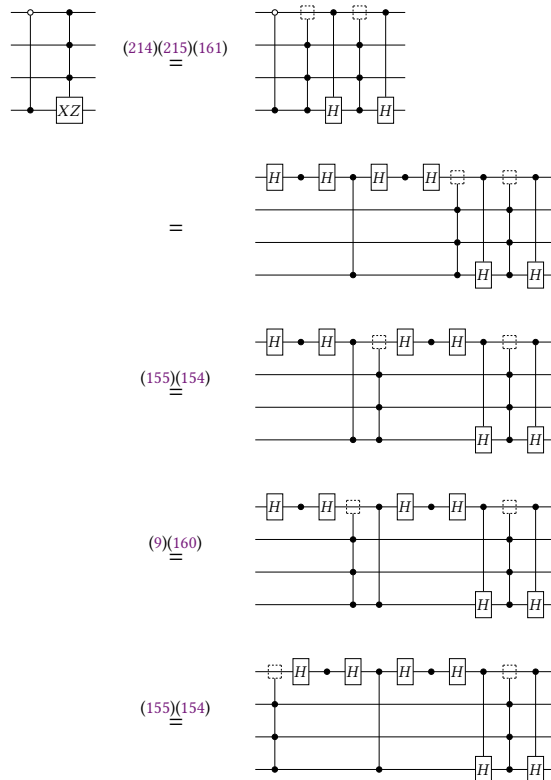 (214)(215)(161)
=
XZ
H H
H H H H
=
H H
(155)(154)
=
H H H H
H H
(9)(160)
=
H H H H
H H
(155)(154)
=
H H H H
H H